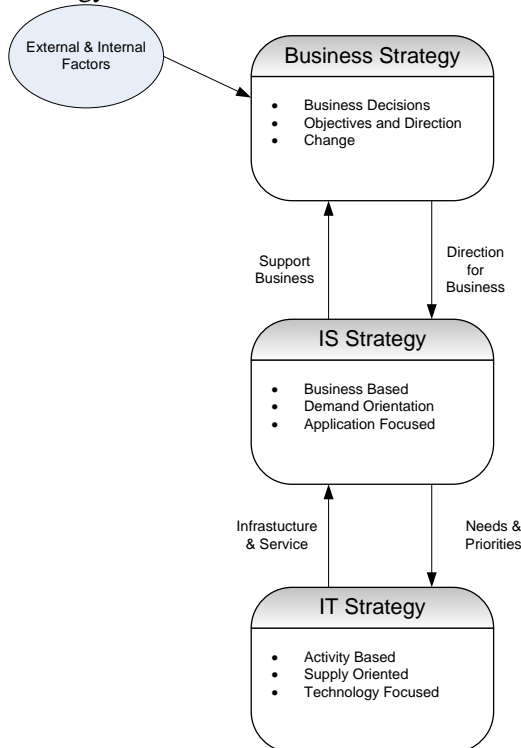 External & Internal
Factors
Business Strategy
• Business Decisions
• Objectives and Direction
• Change
Support
Business
Direction
for
Business
IS Strategy
• Business Based
• Demand Orientation
• Application Focused
Infrastucture
& Service
Needs &
Priorities
IT Strategy
• Activity Based
• Supply Oriented
• Technology Focused